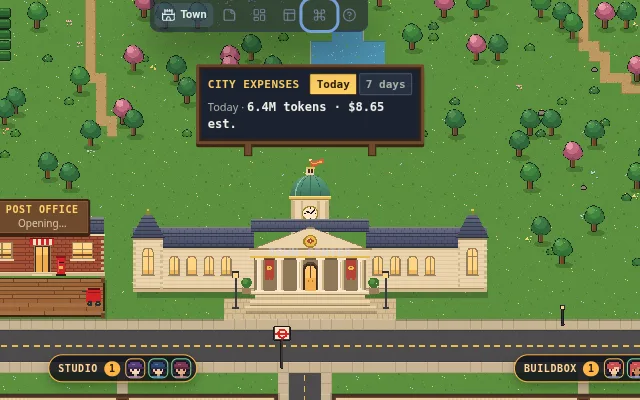 Town
CITY EXPENSES Today 7 days
Today · 6.4M tokens · $8.65
est.
POST OFFICE
Opening...
STUDIO 1
BUILDBOX 1